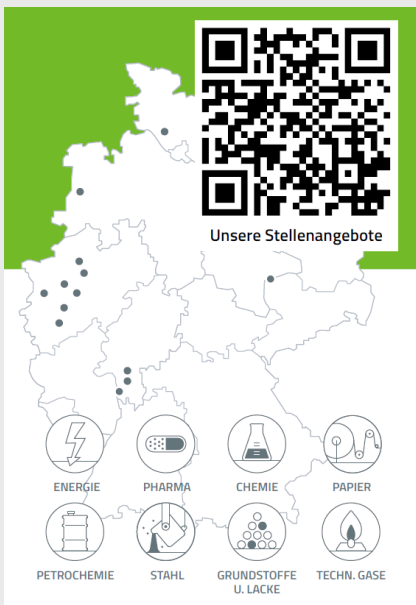 Unsere Stellenangebote
ENERGIE
PHARMA
CHEMIE
PAPIER
PETROCHEMIE
STAHL
GRUNDSTOFFE
U. LACKE
TECHN. GASE